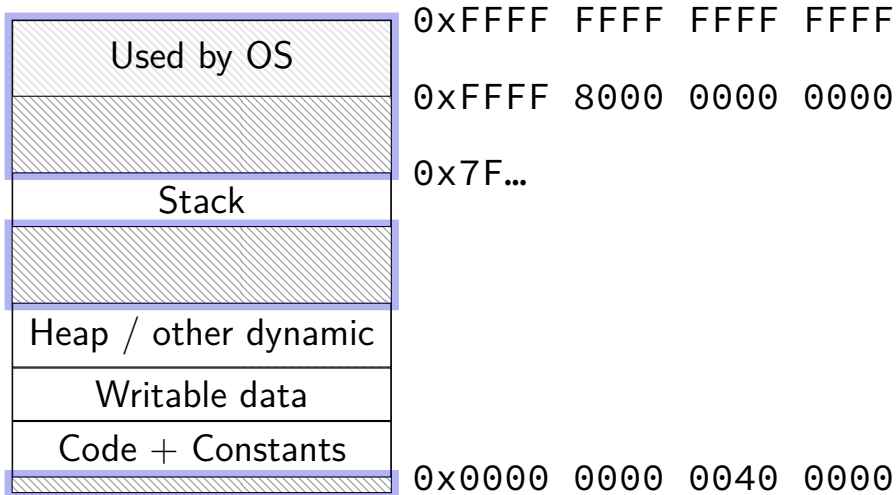 0xFFFF FFFF FFFF FFFF
Used by OS
0xFFFF 8000 0000 0000
0x7F…
Stack
Heap / other dynamic
Writable data
Code + Constants
0x0000 0000 0040 0000